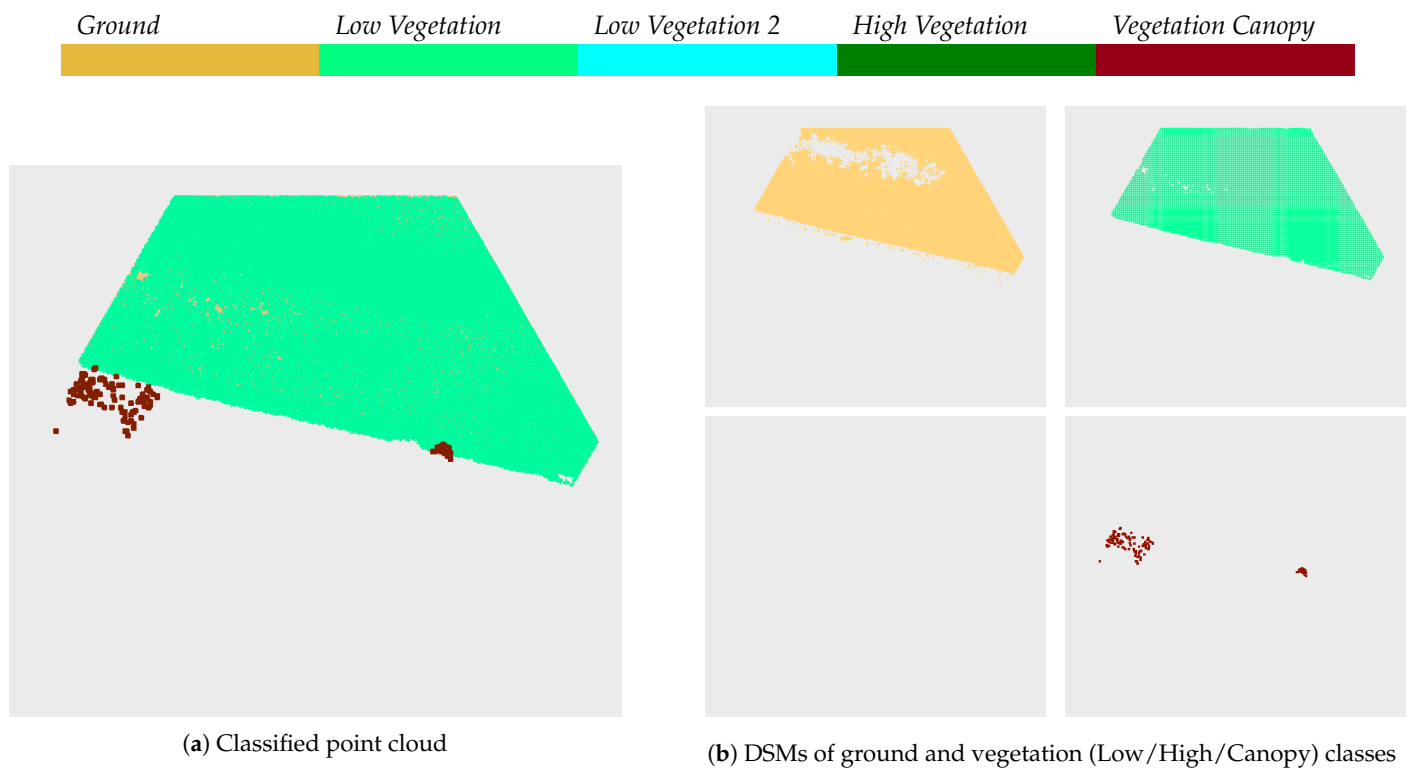 Ground Low Vegetation Low Vegetation 2 High Vegetation Vegetation Canopy
(a) Classified point cloud
(b) DSMs of ground and vegetation (Low/High/Canopy) classes